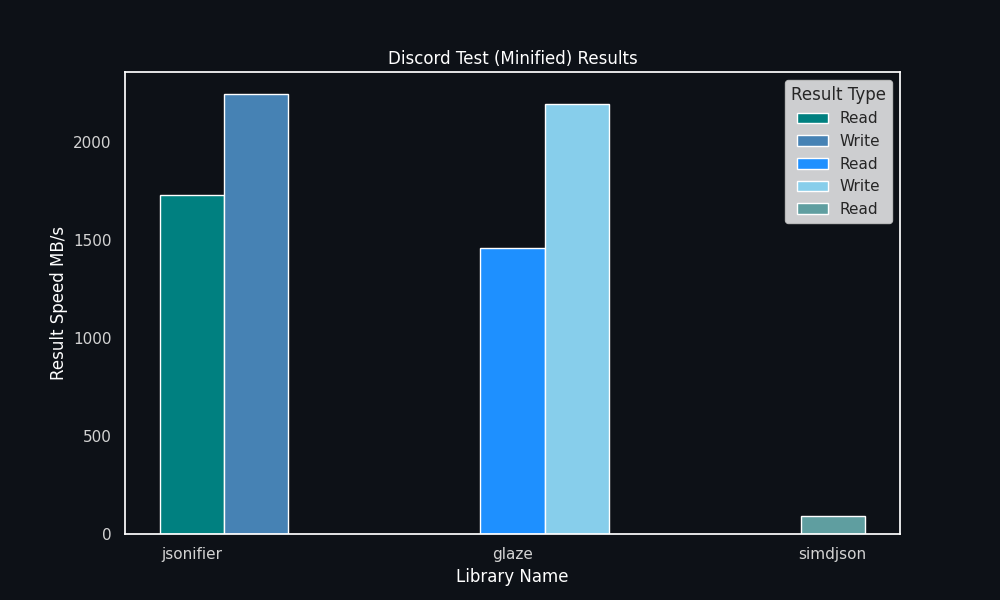 Discord Test (Minified) Results
Result Type
Read
Write
Read
Write
Read
Result Speed MB/s
2000
1500
1000
500
0
jsonifier
glaze
simdjson
Library Name